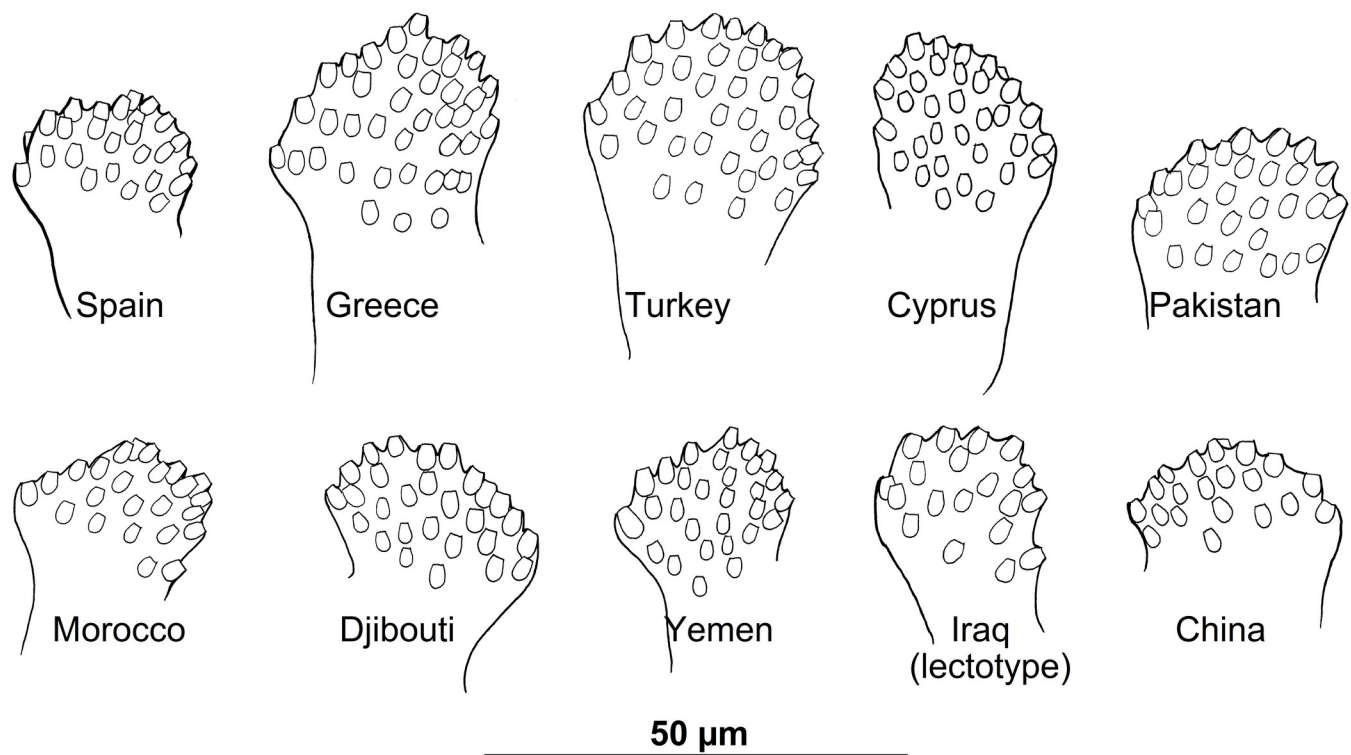 Spain
Greece
Turkey
Cyprus
Pakistan
Morocco
Djibouti
Yemen
Iraq
(lectotype)
China
50 µm